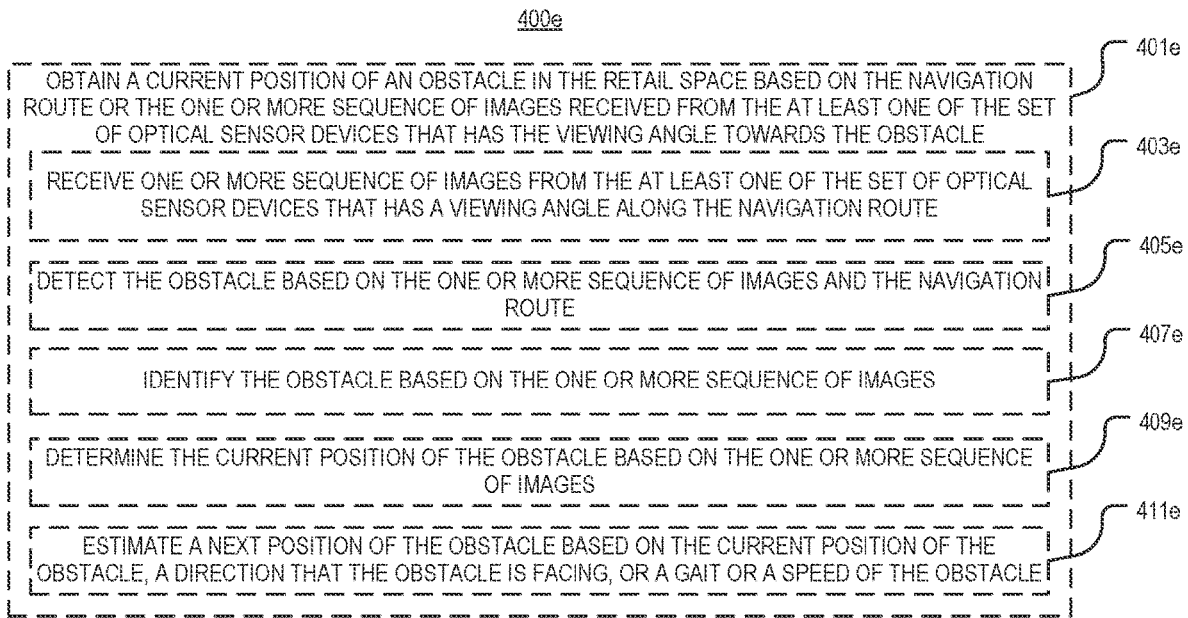 400e
401e
OBTAIN A CURRENT POSITION OF AN OBSTACLE IN THE RETAIL SPACE BASED ON THE NAVIGATION
ROUTE OR THE ONE OR MORE SEQUENCE OF IMAGES RECEIVED FROM THE AT LEAST ONE OF THE SET
OF OPTICAL SENSOR DEVICES THAT HAS THE VIEWING ANGLE TOWARDS THE OBSTACLE
403e
RECEIVE ONE OR MORE SEQUENCE OF IMAGES FROM THE AT LEAST ONE OF THE SET OF OPTICAL
SENSOR DEVICES THAT HAS A VIEWING ANGLE ALONG THE NAVIGATION ROUTE
405e
DETECT THE OBSTACLE BASED ON THE ONE OR MORE SEQUENCE OF IMAGES AND THE NAVIGATION
ROUTE
407e
IDENTIFY THE OBSTACLE BASED ON THE ONE OR MORE SEQUENCE OF IMAGES
409e
DETERMINE THE CURRENT POSITION OF THE OBSTACLE BASED ON THE ONE OR MORE SEQUENCE
OF IMAGES
411e
ESTIMATE A NEXT POSITION OF THE OBSTACLE BASED ON THE CURRENT POSITION OF THE
OBSTACLE, A DIRECTION THAT THE OBSTACLE IS FACING, OR A GAIT OR A SPEED OF THE OBSTACLE